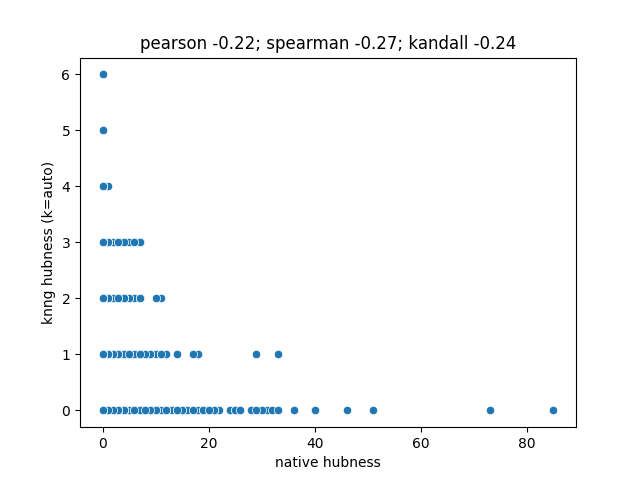 pearson -0.22; spearman -0.27; kandall -0.24
knng hubness (k=auto)
6
5
4
3
2
1
0
0 20 40 60 80
native hubness